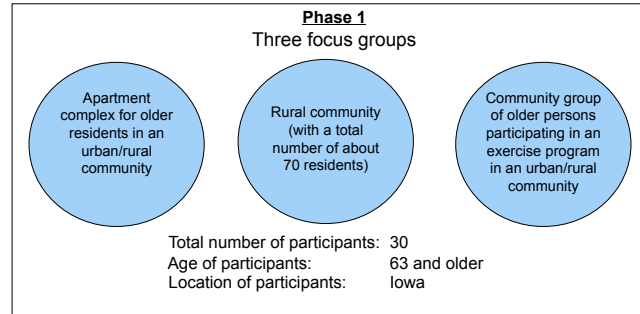 Phase 1
Three focus groups
Apartment
complex for older
residents in an
urban/rural
community
Rural community
(with a total
number of about
70 residents)
Community group
of older persons
participating in an
exercise program
in an urban/rural
community
Total number of participants: 30
Age of participants: 63 and older
Location of participants: Iowa